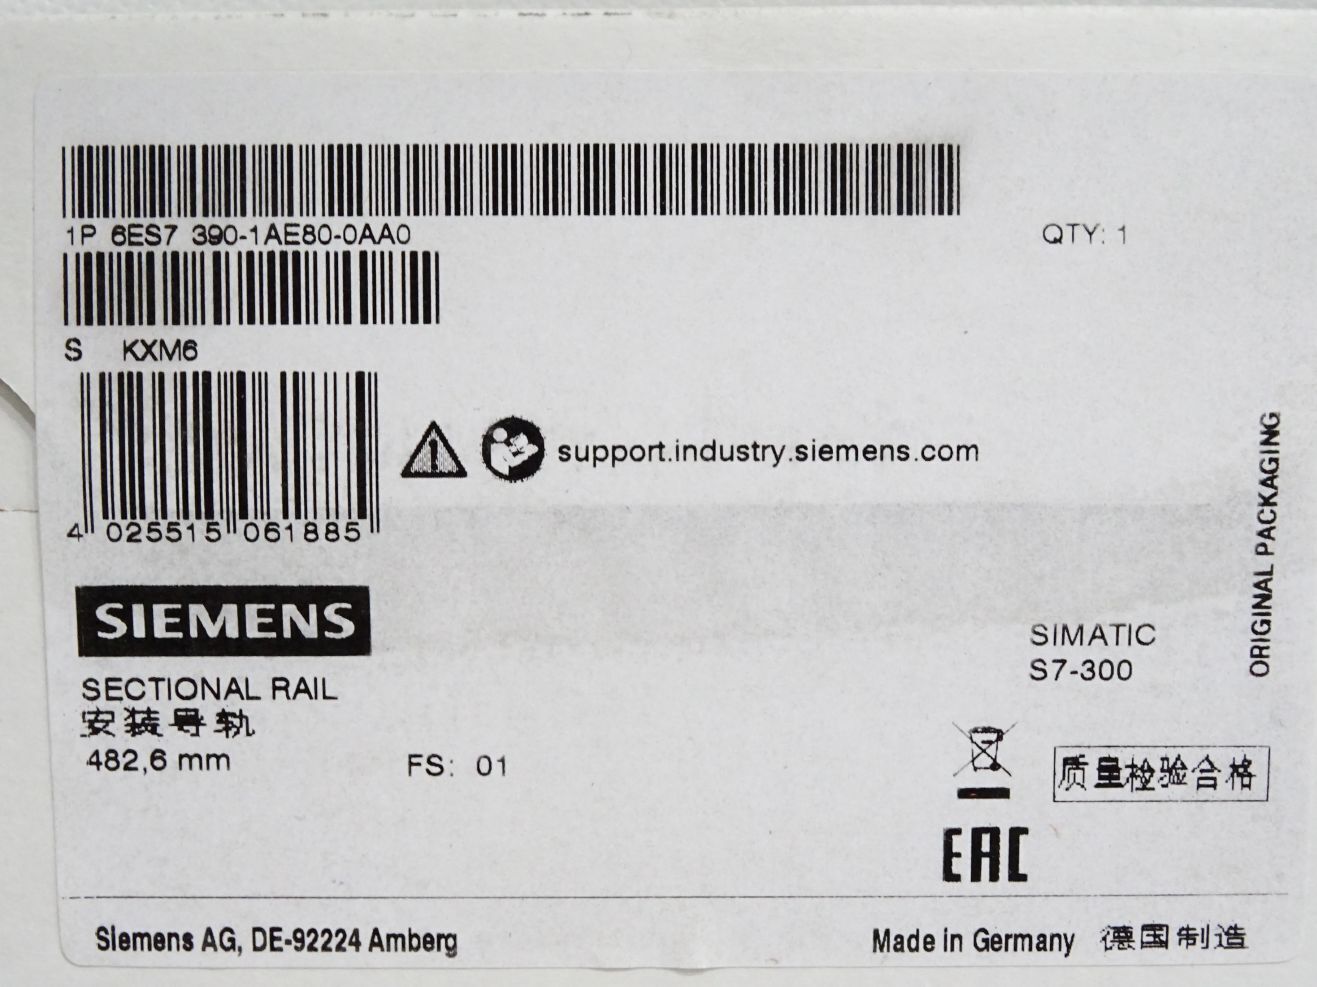 1P 6ES7 390-1AE80-0AA0
QTY: 1
S KXM6
support.industry.siemens.com
4 025515 061885
ORIGINAL PACKAGING
SIEMENS
SIMATIC
S7-300
SECTIONAL RAIL
安装导轨
482,6 mm
FS: 01
质量检验合格
EAC
Siemens AG, DE-92224 Amberg
Made in Germany 德国制造